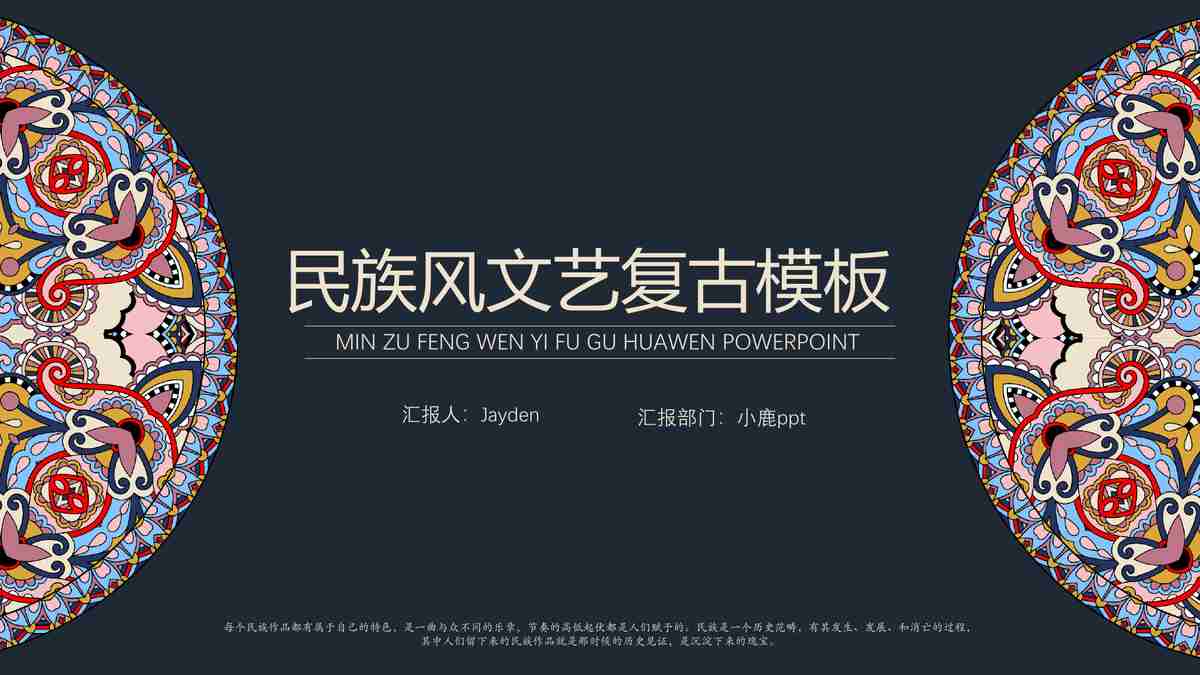 民族风文艺复古模板
MIN ZU FENG WEN YI FU GU HUAWEN POWERPOINT
汇报人：Jayden
汇报部门：小鹿ppt
每个民族作品都有属于自己的特色，是一曲与众不同的乐章，节奏的高低起伏都是人们赋予的。民族是一个历史范畴，有其发生、发展、和消亡的过程，
其中人们留下来的民族作品就是那时候的历史见证，是沉淀下来的瑰宝。